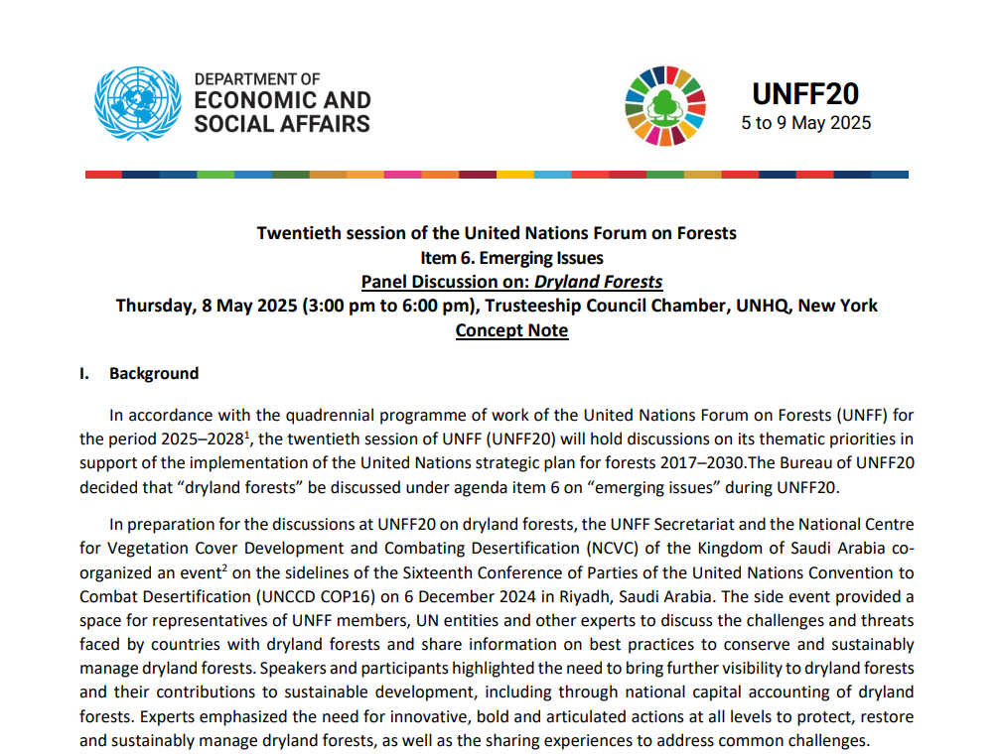 DEPARTMENT OF
ECONOMIC AND
SOCIAL AFFAIRS
UNFF20
5 to 9 May 2025
Twentieth session of the United Nations Forum on Forests
Item 6. Emerging Issues
Panel Discussion on: Dryland Forests
Thursday, 8 May 2025 (3:00 pm to 6:00 pm), Trusteeship Council Chamber, UNHQ, New York
Concept Note
I. Background
In accordance with the quadrennial programme of work of the United Nations Forum on Forests (UNFF) for
the period 2025–2028¹, the twentieth session of UNFF (UNFF20) will hold discussions on its thematic priorities in
support of the implementation of the United Nations strategic plan for forests 2017–2030.The Bureau of UNFF20
decided that “dryland forests” be discussed under agenda item 6 on “emerging issues” during UNFF20.
In preparation for the discussions at UNFF20 on dryland forests, the UNFF Secretariat and the National Centre
for Vegetation Cover Development and Combating Desertification (NCVC) of the Kingdom of Saudi Arabia co-
organized an event² on the sidelines of the Sixteenth Conference of Parties of the United Nations Convention to
Combat Desertification (UNCCD COP16) on 6 December 2024 in Riyadh, Saudi Arabia. The side event provided a
space for representatives of UNFF members, UN entities and other experts to discuss the challenges and threats
faced by countries with dryland forests and share information on best practices to conserve and sustainably
manage dryland forests. Speakers and participants highlighted the need to bring further visibility to dryland forests
and their contributions to sustainable development, including through national capital accounting of dryland
forests. Experts emphasized the need for innovative, bold and articulated actions at all levels to protect, restore
and sustainably manage dryland forests, as well as the sharing experiences to address common challenges.